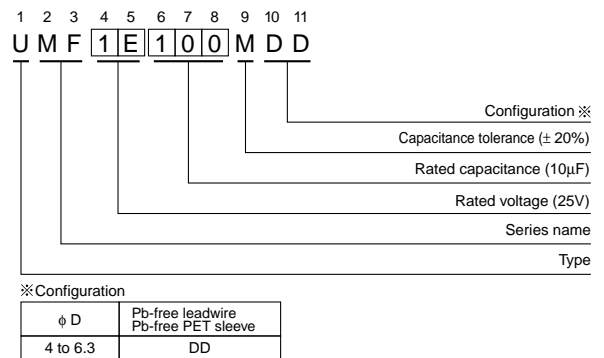 1 2 3 4 5 6 7 8 9 10 11
U M F 1 E 1 0 0 M D D
Configuration ※
Capacitance tolerance (± 20%)
Rated capacitance (10μF)
Rated voltage (25V)
Series name
Type
※Configuration
ϕ D
Pb-free leadwire
Pb-free PET sleeve
4 to 6.3
DD